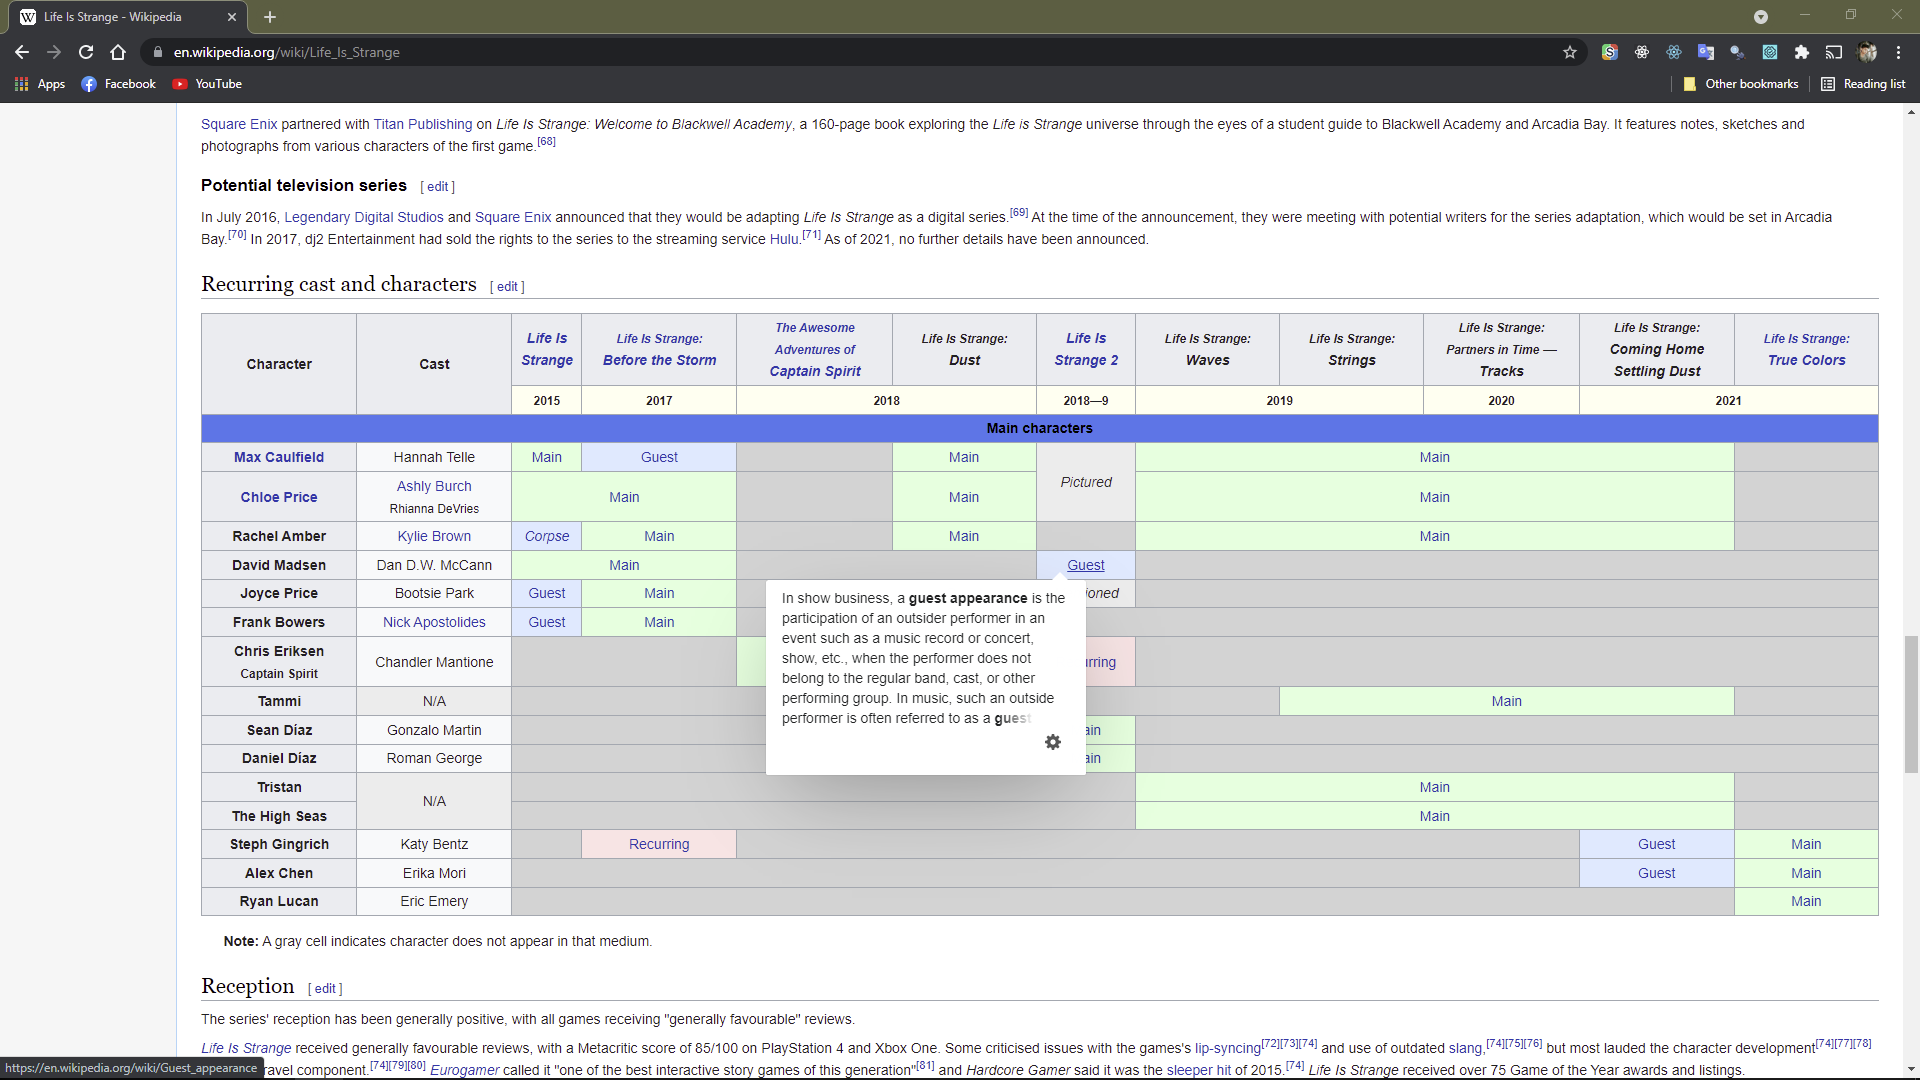 Life Is Strange - Wikipedia
en.wikipedia.org/wiki/Life_Is_Strange
Apps Facebook YouTube Other bookmarks Reading list
Square Enix partnered with Titan Publishing on Life Is Strange: Welcome to Blackwell Academy, a 160-page book exploring the Life is Strange universe through the eyes of a student guide to Blackwell Academy and Arcadia Bay. It features notes, sketches and
photographs from various characters of the first game.[68]
Potential television series [ edit ]
In July 2016, Legendary Digital Studios and Square Enix announced that they would be adapting Life Is Strange as a digital series.[69] At the time of the announcement, they were meeting with potential writers for the series adaptation, which would be set in Arcadia
Bay.[70] In 2017, dj2 Entertainment had sold the rights to the series to the streaming service Hulu.[71] As of 2021, no further details have been announced.
Recurring cast and characters [ edit ]
Character Cast
Life Is
Strange
Life Is Strange:
Before the Storm
The Awesome
Adventures of
Captain Spirit
Life Is Strange:
Dust
Life Is
Strange 2
Life Is Strange:
Waves
Life Is Strange:
Strings
Life Is Strange:
Partners in Time —
Tracks
Life Is Strange:
Coming Home
Settling Dust
Life Is Strange:
True Colors
2015 2017 2018 2018—9 2019 2020 2021
Main characters
Max Caulfield Hannah Telle Main Guest Main Pictured Main
Chloe Price Ashly Burch
Rhianna DeVries Main Main Main
Rachel Amber Kylie Brown Corpse Main Main Main
David Madsen Dan D.W. McCann Main Guest
Joyce Price Bootsie Park Guest Main ioned
Frank Bowers Nick Apostolides Guest Main
Chris Eriksen
Captain Spirit Chandler Mantione rring
Tammi N/A Main
Sean Díaz Gonzalo Martin ain
Daniel Díaz Roman George ain
Tristan N/A Main
The High Seas Main
Steph Gingrich Katy Bentz Recurring Guest Main
Alex Chen Erika Mori Guest Main
Ryan Lucan Eric Emery Main
In show business, a guest appearance is the
participation of an outsider performer in an
event such as a music record or concert,
show, etc., when the performer does not
belong to the regular band, cast, or other
performing group. In music, such an outside
performer is often referred to as a guest
Note: A gray cell indicates character does not appear in that medium.
Reception [ edit ]
The series' reception has been generally positive, with all games receiving "generally favourable" reviews.
Life Is Strange received generally favourable reviews, with a Metacritic score of 85/100 on PlayStation 4 and Xbox One. Some criticised issues with the games's lip-syncing[72][73][74] and use of outdated slang,[74][75][76] but most lauded the character development[74][77][78]
ravel component.[74][79][80] Eurogamer called it "one of the best interactive story games of this generation"[81] and Hardcore Gamer said it was the sleeper hit of 2015.[74] Life Is Strange received over 75 Game of the Year awards and listings.
https://en.wikipedia.org/wiki/Guest_appearance